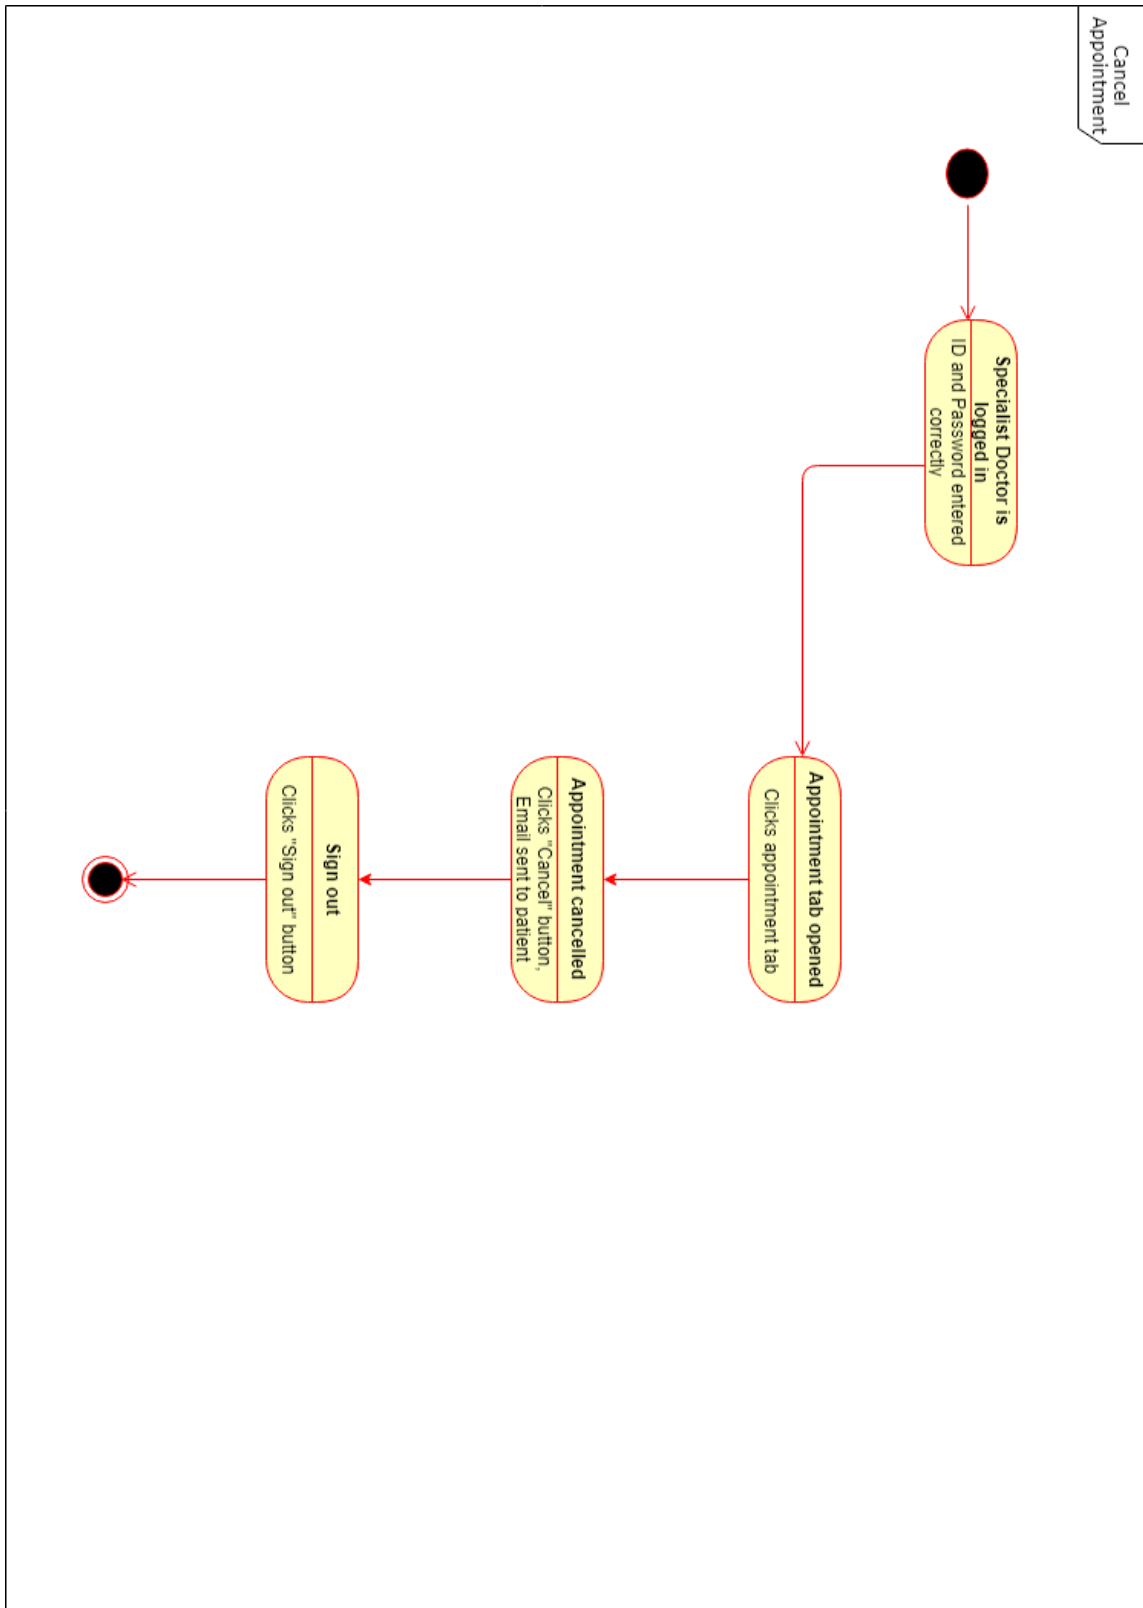 Cancel
Appointment
Specialist Doctor is
logged in
ID and Password entered
correctly
Appointment tab opened
Clicks appointment tab
Appointment cancelled
Clicks "Cancel" button,
Email sent to patient
Sign out
Clicks "Sign out" button